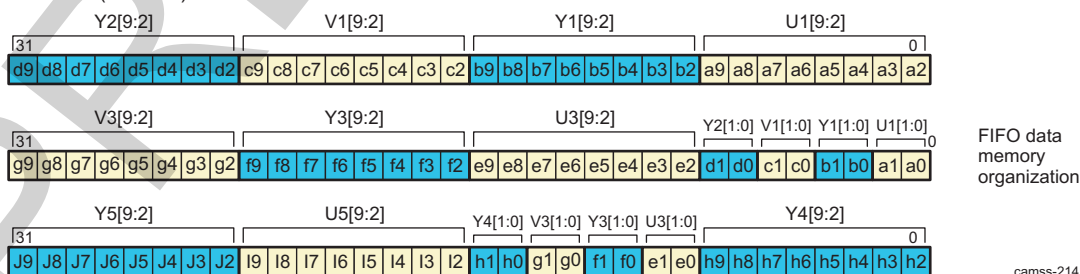 Y2[9:2] V1[9:2] Y1[9:2] U1[9:2]
31 0
d9 d8 d7 d6 d5 d4 d3 d2 c9 c8 c7 c6 c5 c4 c3 c2 b9 b8 b7 b6 b5 b4 b3 b2 a9 a8 a7 a6 a5 a4 a3 a2
V3[9:2] Y3[9:2] U3[9:2] Y2[1:0] V1[1:0] Y1[1:0] U1[1:0]
31 0
g9 g8 g7 g6 g5 g4 g3 g2 f9 f8 f7 f6 f5 f4 f3 f2 e9 e8 e7 e6 e5 e4 e3 e2 d1 d0 c1 c0 b1 b0 a1 a0
FIFO data
memory
organization
Y5[9:2] U5[9:2] Y4[1:0] V3[1:0] Y3[1:0] U3[1:0] Y4[9:2]
31 0
J9 J8 J7 J6 J5 J4 J3 J2 I9 I8 I7 I6 I5 I4 I3 I2 h1 h0 g1 g0 f1 f0 e1 e0 h9 h8 h7 h6 h5 h4 h3 h2
camss-214